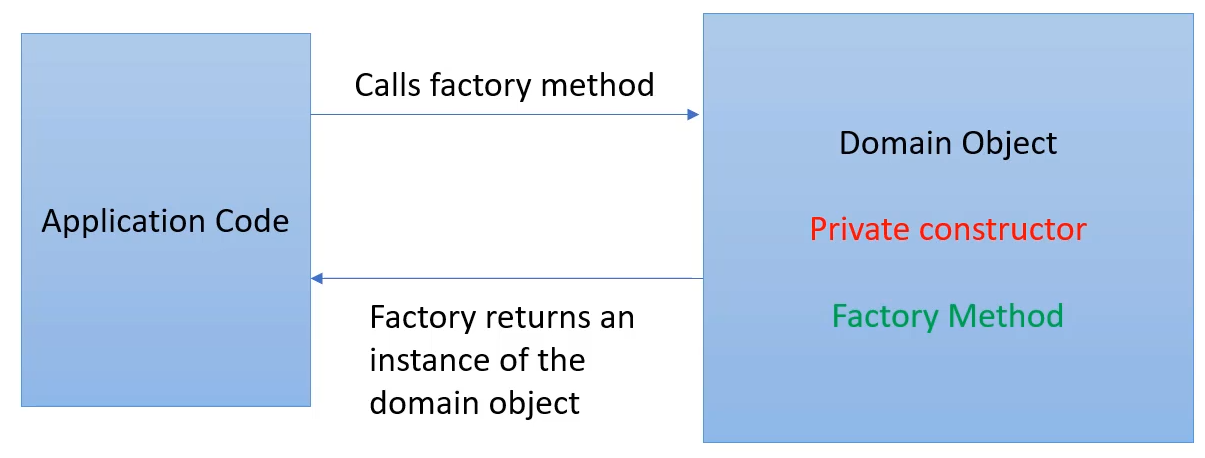 Calls factory method
Domain Object
Application Code
Private constructor
Factory returns an
instance of the
domain object
Factory Method